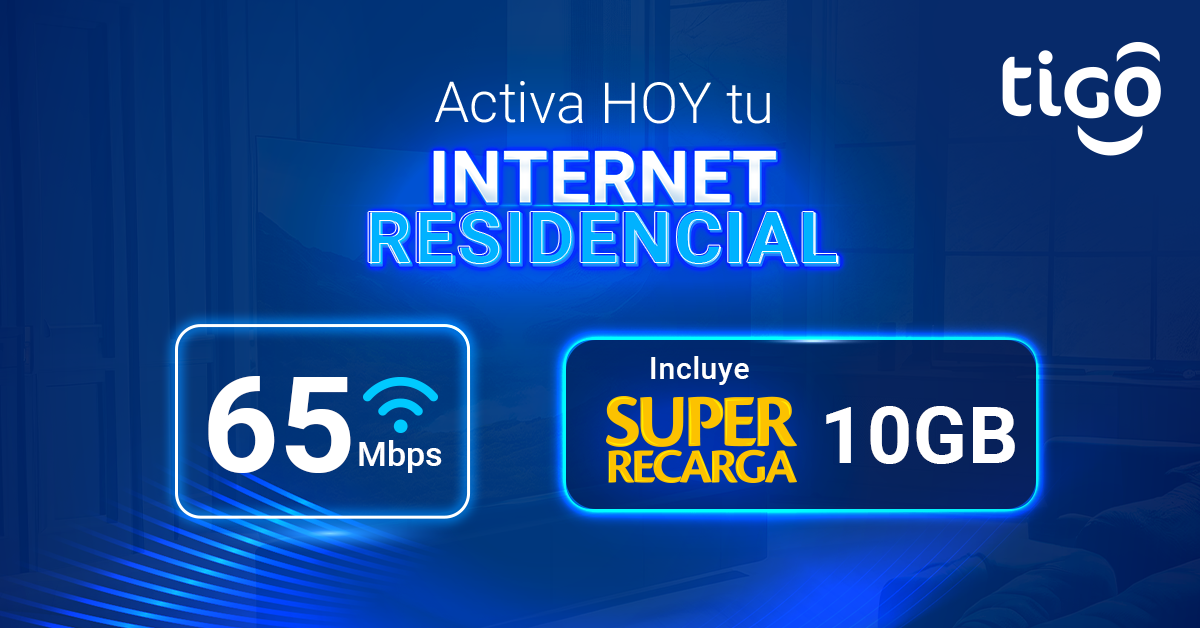 tigo
Activa HOY tu
INTERNET
RESIDENCIAL
65 Mbps
Incluye
SUPER
RECARGA
10GB